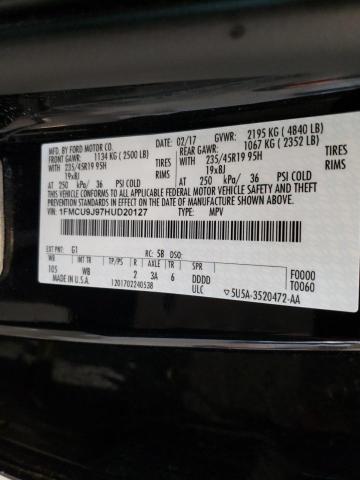 MFD. BY FORD MOTOR CO.
02/17 GVWR: 2195 KG (4840 LB)
FRONT GAWR: 1134 KG (2500 LB)
REAR GAWR: 1067 KG (2352 LB)
235/45R19 95H TIRES 235/45R19 95H TIRES
19x8J RIMS 19x8J RIMS
AT 250 kPa/ 36 PSI COLD AT 250 kPa/ 36 PSI COLD
THIS VEHICLE CONFORMS TO ALL APPLICABLE FEDERAL MOTOR VEHICLE
SAFETY, BUMPER, AND THEFT PREVENTION STANDARDS IN EFFECT ON THE DATE
OF MANUFACTURE SHOWN ABOVE.
VIN: 1FMCU9J97HUD20127 TYPE: MPV
EXT PNT: G1 RC: 5B DSO:
WB INT TR TP/PS R AXLE TR SPR F0000
105 WB 2 3A 6 DDDD T0060
MADE IN U.S.A. 1201702240538 ULC 5U5A-3520472-AA